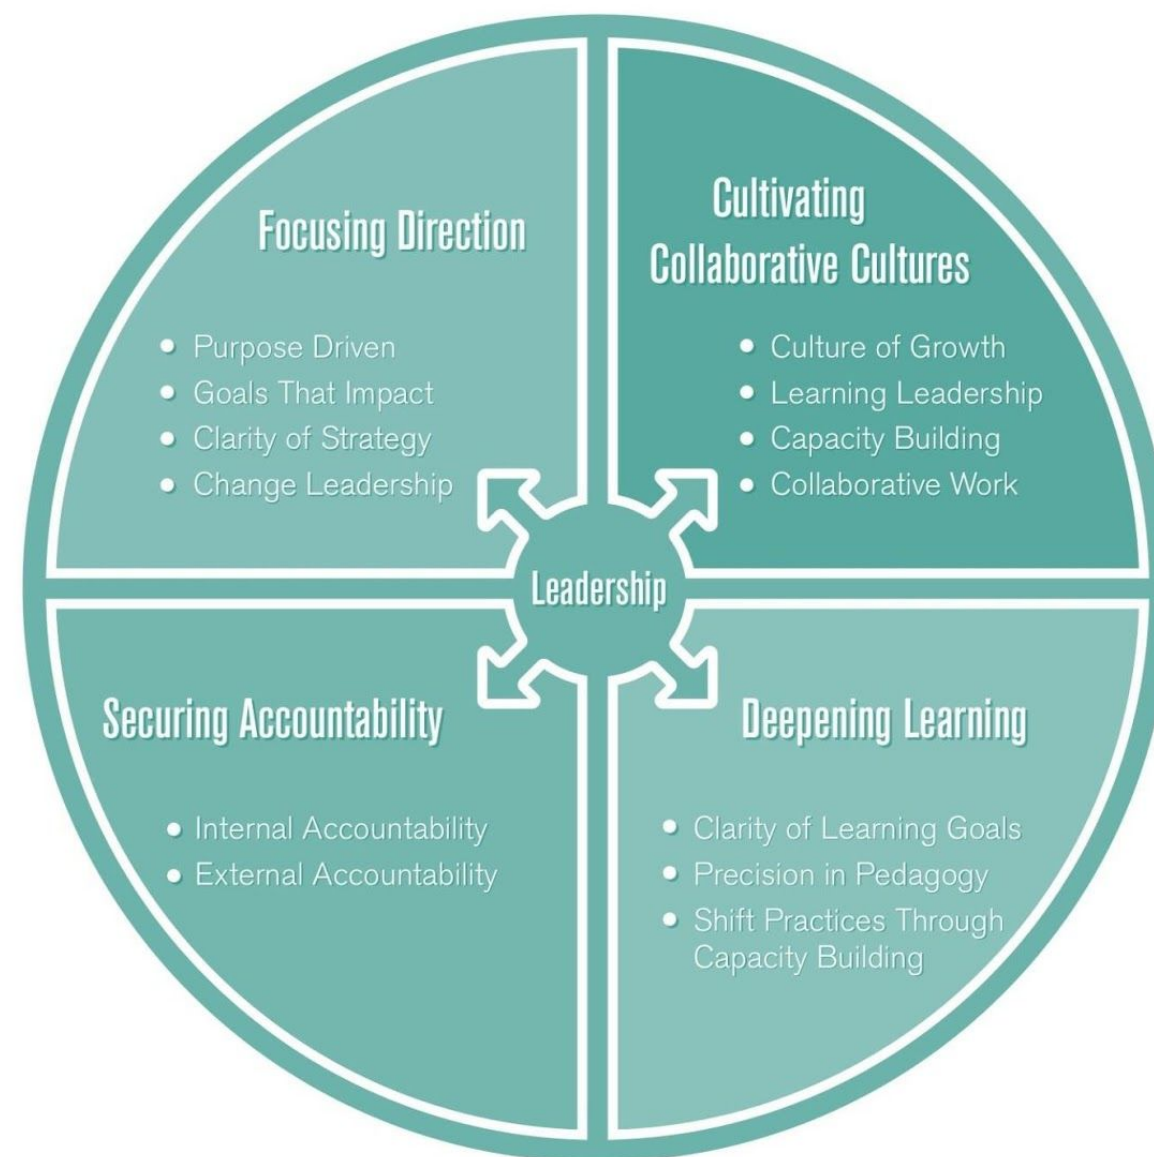 Focusing Direction
• Purpose Driven
• Goals That Impact
• Clarity of Strategy
• Change Leadership
Cultivating
Collaborative Cultures
• Culture of Growth
• Learning Leadership
• Capacity Building
• Collaborative Work
Leadership
Securing Accountability
• Internal Accountability
• External Accountability
Deepening Learning
• Clarity of Learning Goals
• Precision in Pedagogy
• Shift Practices Through
Capacity Building